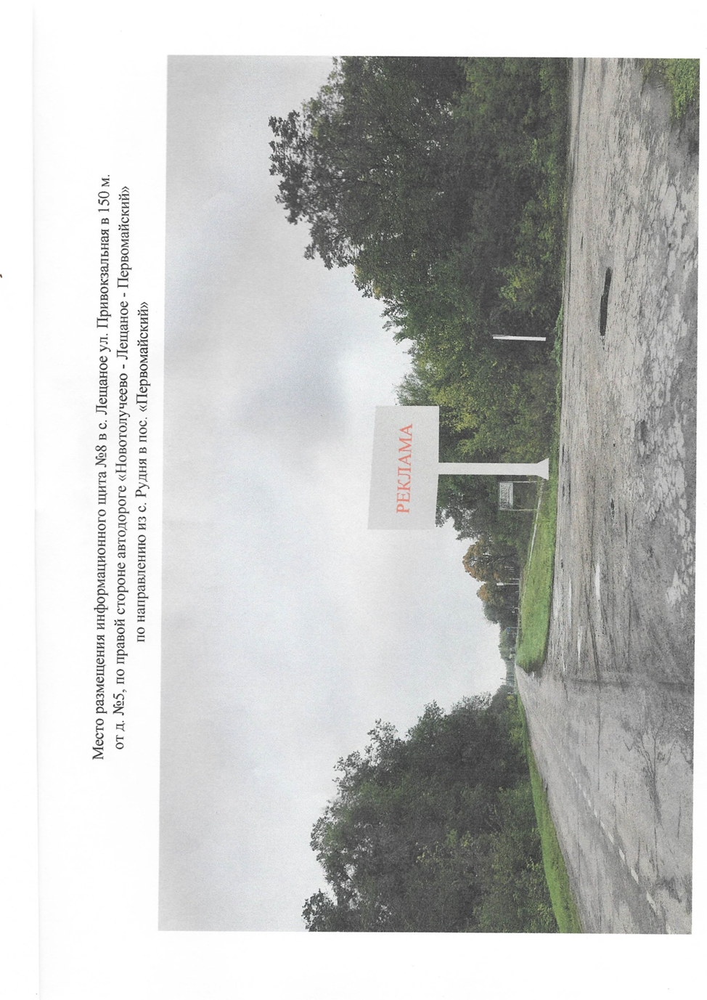 Место размещения информационного щита №8 в с. Лещаное ул. Привокзальная в 150 м.
от д. №5, по правой стороне автодороге «Новотолучеево - Лещаное - Первомайский»
по направлению из с. Рудня в пос. «Первомайский»
РЕКЛАМА